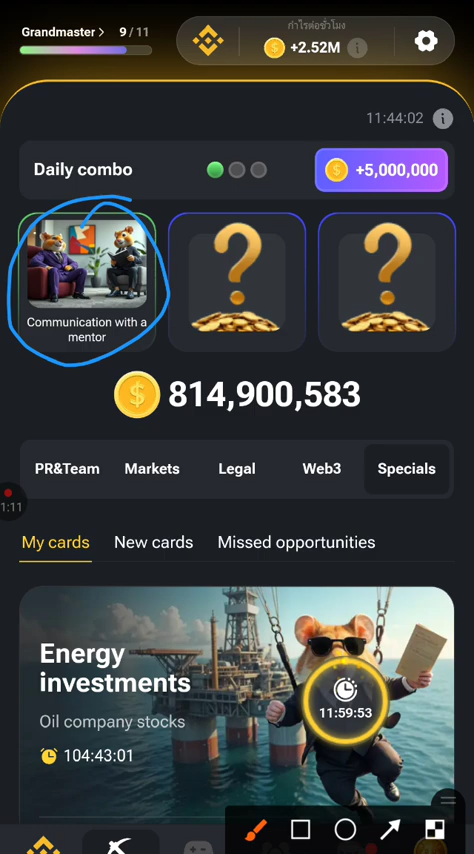 กำไรต่อชั่วโมง
Grandmaster > 9 / 11
+2.52M
11:44:02
Daily combo
+5,000,000
Communication with a
mentor
814,900,583
PR&Team Markets Legal Web3 Specials
1:11
My cards New cards Missed opportunities
Energy
investments
Oil company stocks
11:59:53
104:43:01